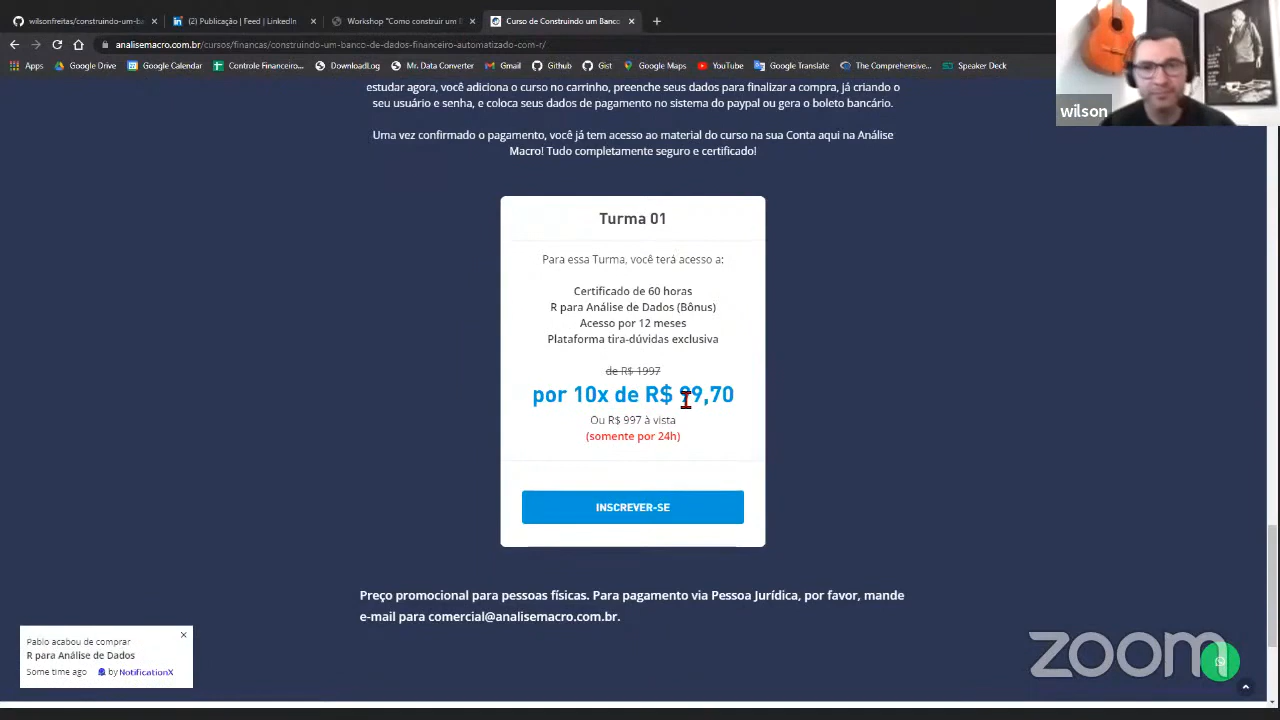 wilsonfreitas/construindo-um-ba
(2) Publicação | Feed | LinkedIn
Workshop "Como construir um
Curso de Construindo um Banco
analisemacro.com.br/cursos/financas/construindo-um-banco-de-dados-financeiro-automatizado-com-r/
Apps
Google Drive
Google Calendar
Controle Financeiro...
DownloadLog
Mr. Data Converter
Gmail
Github
Gist
Google Maps
YouTube
Google Translate
The Comprehensive...
Speaker Deck
wilson
estudar agora, você adiciona o curso no carrinho, preenche seus dados para finalizar a compra, já criando o
seu usuário e senha, e coloca seus dados de pagamento no sistema do paypal ou gera o boleto bancário.
Uma vez confirmado o pagamento, você já tem acesso ao material do curso na sua Conta aqui na Análise
Macro! Tudo completamente seguro e certificado!
Turma 01
Para essa Turma, você terá acesso a:
Certificado de 60 horas
R para Análise de Dados (Bônus)
Acesso por 12 meses
Plataforma tira-dúvidas exclusiva
de R$ 1997
por 10x de R$ 99,70
Ou R$ 997 à vista
(somente por 24h)
INSCREVER-SE
Preço promocional para pessoas físicas. Para pagamento via Pessoa Jurídica, por favor, mande
e-mail para comercial@analisemacro.com.br.
Pablo acabou de comprar
R para Análise de Dados
Some time ago
by NotificationX
zoom